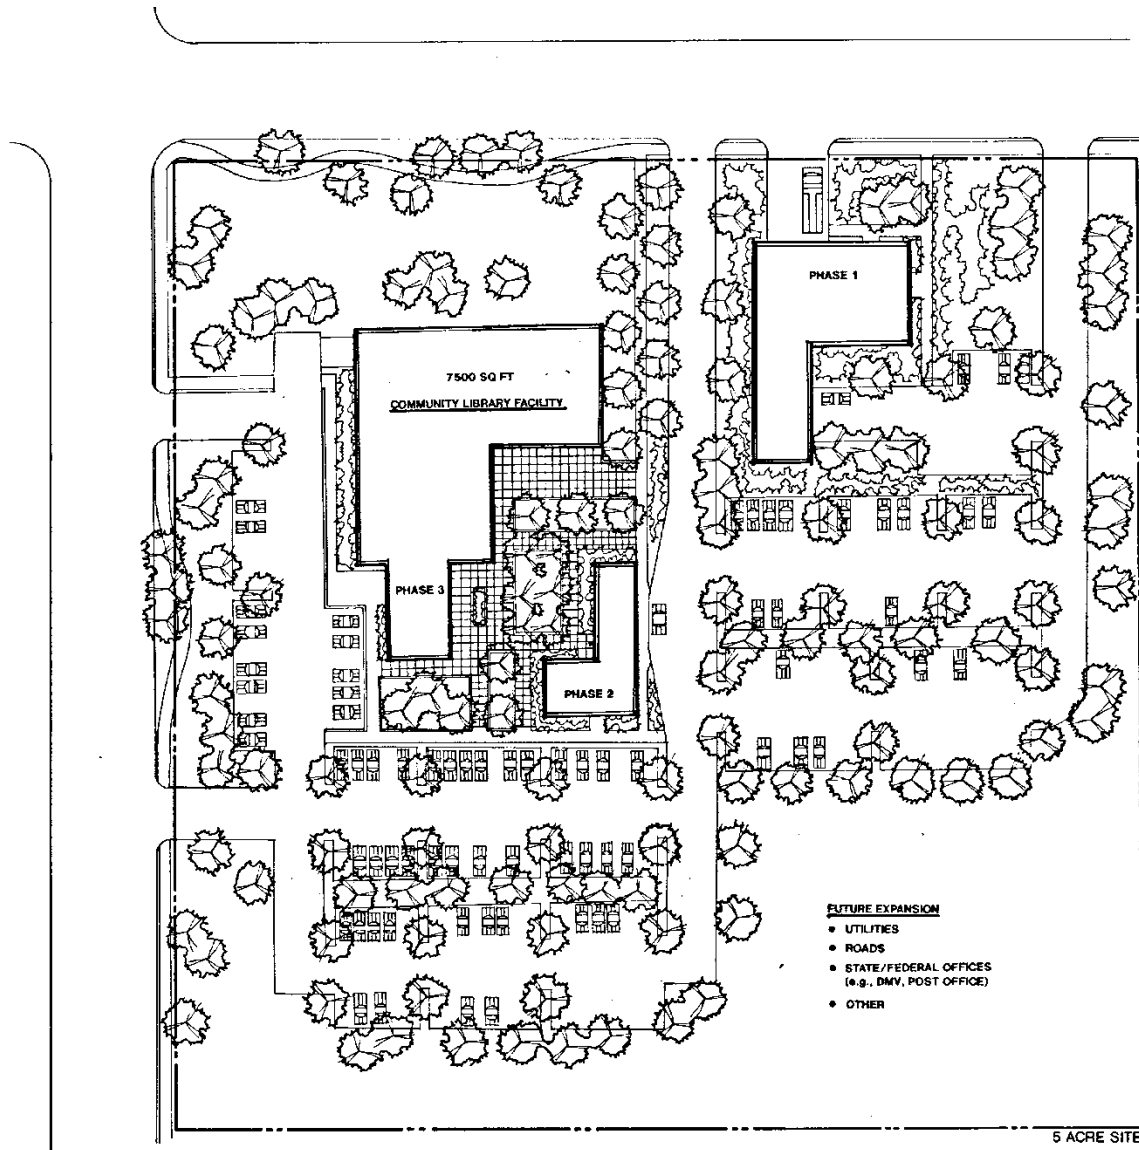 PHASE 1
7500 SQ FT
COMMUNITY LIBRARY FACILITY
PHASE 3
PHASE 2
FUTURE EXPANSION
• UTILITIES
• ROADS
• STATE/FEDERAL OFFICES
(e.g., DMV, POST OFFICE)
• OTHER
5 ACRE SITE